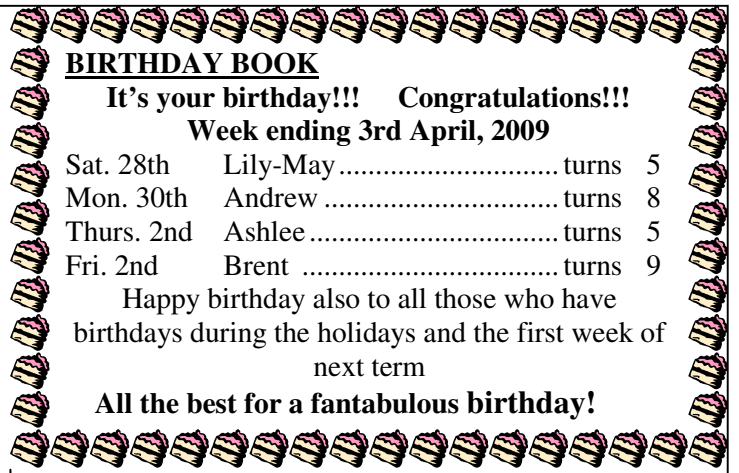 BIRTHDAY BOOK
It's your birthday!!! Congratulations!!!
Week ending 3rd April, 2009
Sat. 28th Lily-May.............................. turns 5
Mon. 30th Andrew ................................ turns 8
Thurs. 2nd Ashlee.................................. turns 5
Fri. 2nd Brent ................................... turns 9
Happy birthday also to all those who have
birthdays during the holidays and the first week of
next term
All the best for a fantabulous birthday!